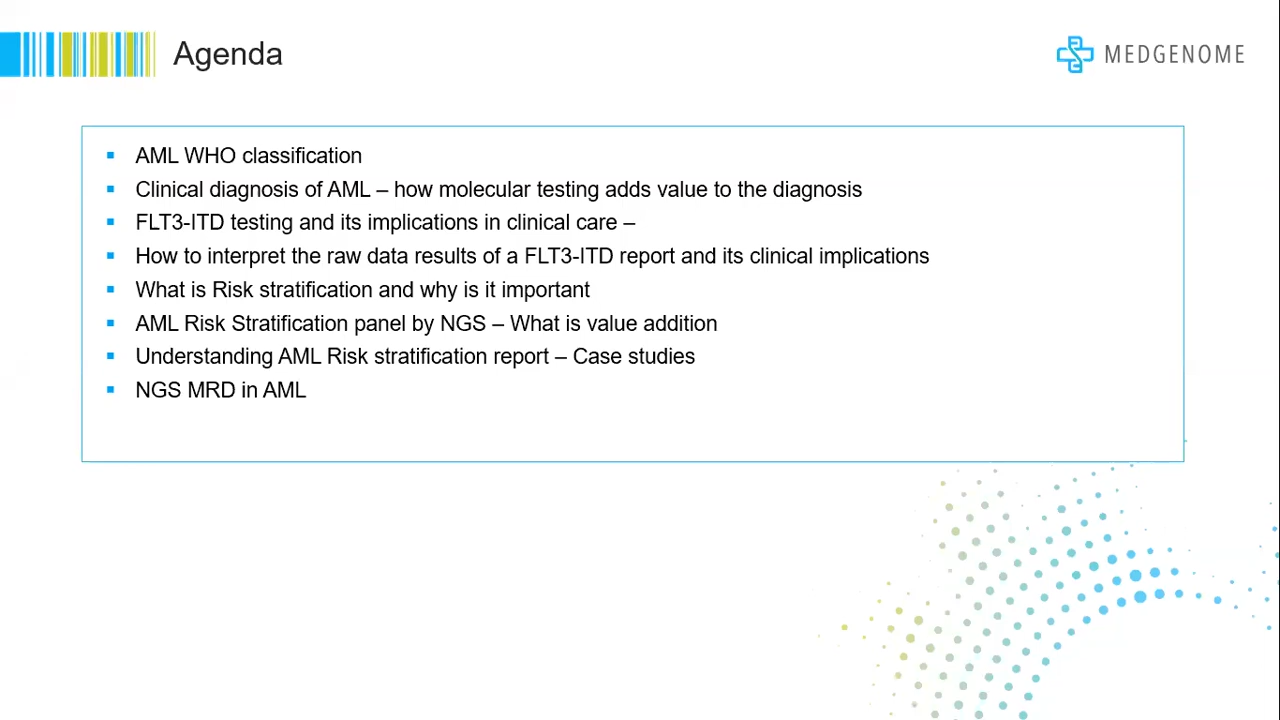 Agenda
MEDGENOME
▪ AML WHO classification
▪ Clinical diagnosis of AML – how molecular testing adds value to the diagnosis
▪ FLT3-ITD testing and its implications in clinical care –
▪ How to interpret the raw data results of a FLT3-ITD report and its clinical implications
▪ What is Risk stratification and why is it important
▪ AML Risk Stratification panel by NGS – What is value addition
▪ Understanding AML Risk stratification report – Case studies
▪ NGS MRD in AML